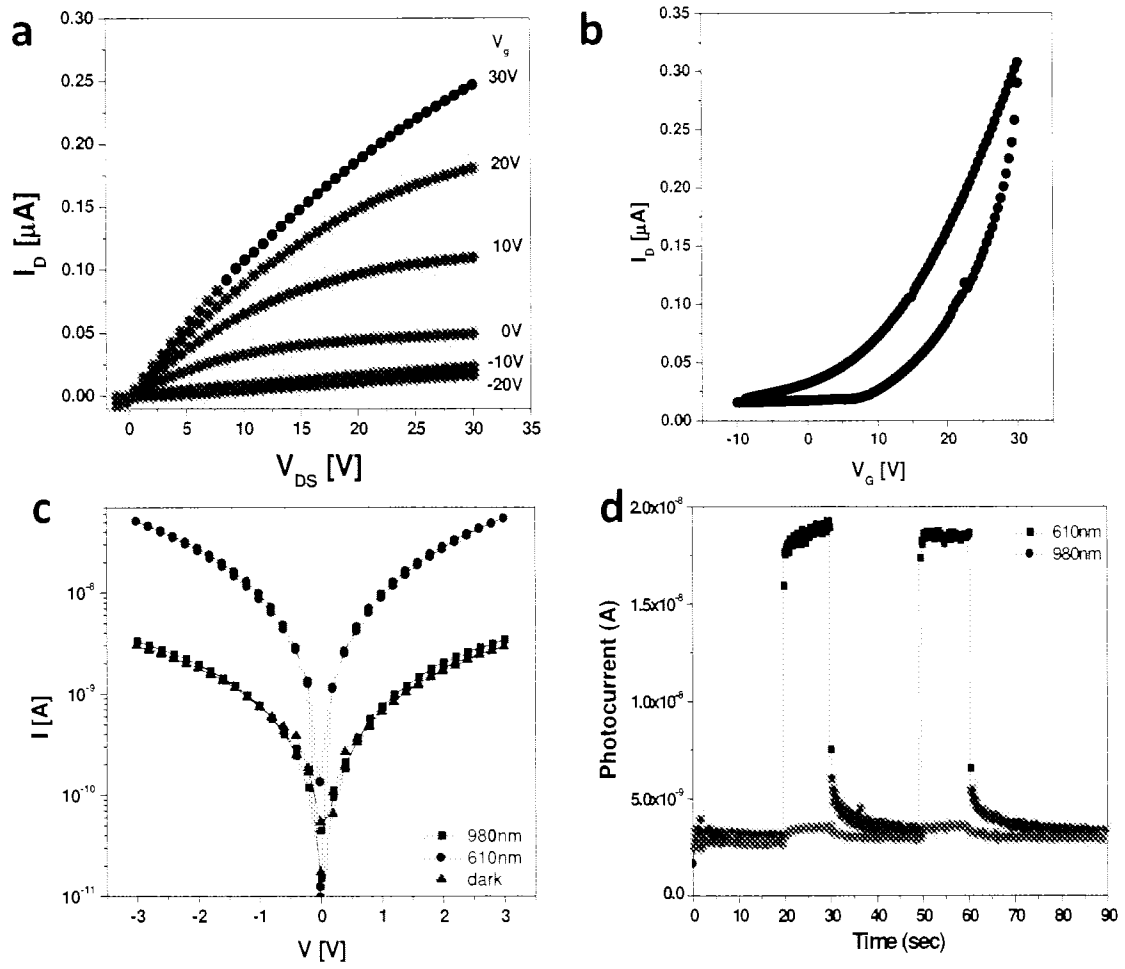 a
V_g
30V
20V
10V
0V
-10V
-20V
0.30
0.25
0.20
0.15
0.10
0.05
0.00
I_D [μA]
0 5 10 15 20 25 30 35
V_DS [V]
b
0.35
0.30
0.25
0.20
0.15
0.10
0.05
0.00
I_D [μA]
-10 0 10 20 30
V_G [V]
c
10^-8
10^-9
10^-10
10^-11
I [A]
980nm
610nm
dark
-3 -2 -1 0 1 2 3
V [V]
d
2.0x10^-8
1.5x10^-8
1.0x10^-8
5.0x10^-9
0.0
Photocurrent (A)
610nm
980nm
0 10 20 30 40 50 60 70 80 90
Time (sec)